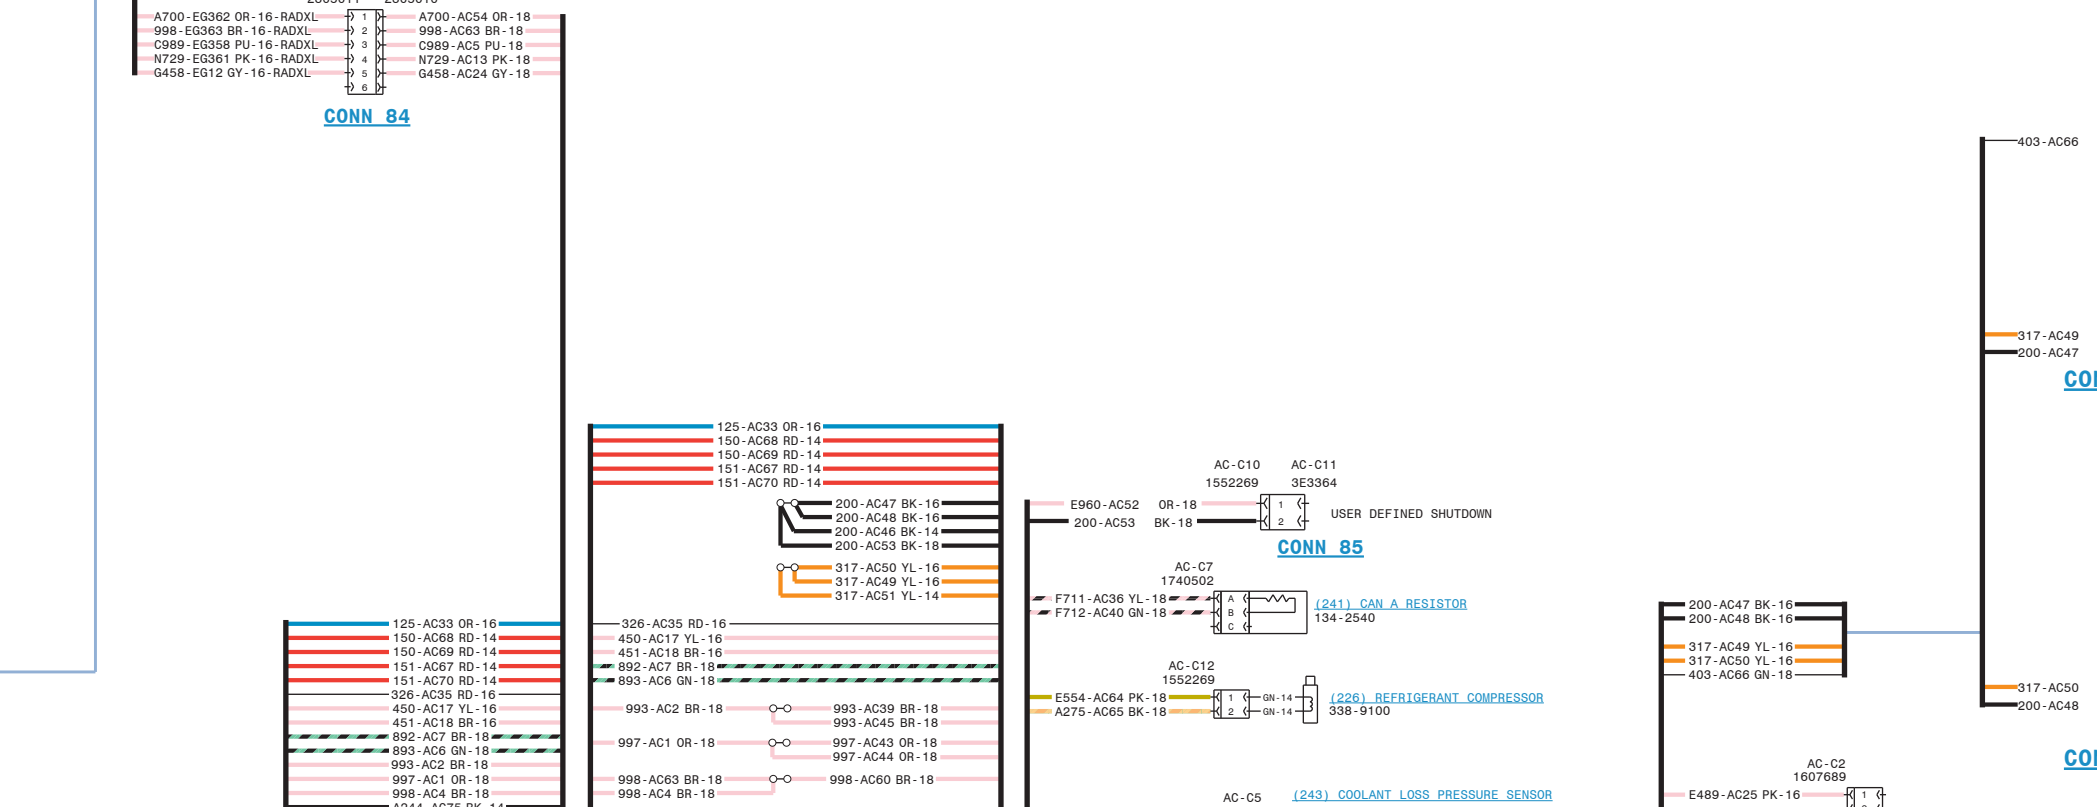 A700-EG362 OR-16-RADXL 1 A700-AC54 OR-18
998-EG363 BR-16-RADXL 2 998-AC63 BR-18
C989-EG358 PU-16-RADXL 3 C989-AC5 PU-18
N729-EG361 PK-16-RADXL 4 N729-AC13 PK-18
G458-EG12 GY-16-RADXL 5 G458-AC24 GY-18
6
CONN 84
403-AC66
317-AC49
200-AC47
125-AC33 OR-16
150-AC68 RD-14
150-AC69 RD-14
151-AC67 RD-14
151-AC70 RD-14
200-AC47 BK-16
200-AC48 BK-16
200-AC46 BK-14
200-AC53 BK-18
317-AC50 YL-16
317-AC49 YL-16
317-AC51 YL-14
326-AC35 RD-16
450-AC17 YL-16
451-AC18 BR-16
892-AC7 BR-18
893-AC6 GN-18
993-AC2 BR-18 993-AC39 BR-18
993-AC45 BR-18
997-AC1 OR-18 997-AC43 OR-18
997-AC44 OR-18
998-AC63 BR-18 998-AC60 BR-18
998-AC4 BR-18
125-AC33 OR-16
150-AC68 RD-14
150-AC69 RD-14
151-AC67 RD-14
151-AC70 RD-14
326-AC35 RD-16
450-AC17 YL-16
451-AC18 BR-16
892-AC7 BR-18
893-AC6 GN-18
993-AC2 BR-18
997-AC1 OR-18
998-AC4 BR-18
AC-C10 AC-C11
1552269 3E3364
E960-AC52 OR-18 1
200-AC53 BK-18 2
USER DEFINED SHUTDOWN
CONN 85
AC-C7
1740502
F711-AC36 YL-18 A
F712-AC40 GN-18 B
C
(241) CAN A RESISTOR
134-2540
AC-C12
1552269
E554-AC64 PK-18 1 GN-14
A275-AC65 BK-18 2 GN-14
(226) REFRIGERANT COMPRESSOR
338-9100
AC-C5 (243) COOLANT LOSS PRESSURE SENSOR
200-AC47 BK-16
200-AC48 BK-16
317-AC49 YL-16
317-AC50 YL-16
403-AC66 GN-18
317-AC50
200-AC48
AC-C2
1607689
E489-AC25 PK-16 1